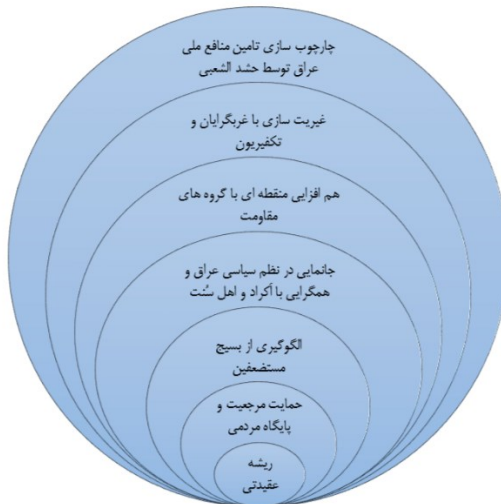 چارچوب سازی تامین منافع ملی
عراق توسط حشد الشعبی
غیریت سازی با غربگرایان و
تکفیریون
هم افزایی منقطه ای با گروه های
مقاومت
جانمایی در نظم سیاسی عراق و
همگرایی با اکراد و اهل سنت
الگوگیری از بسیج
مستضعفین
حمایت مرجعیت و
پایگاه مردمی
ریشه
عقیدتی